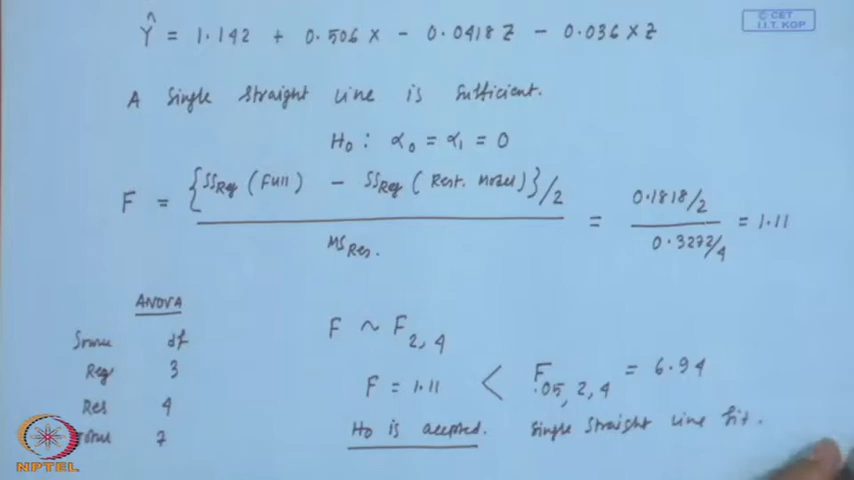 Ŷ = 1.142 + 0.506 X - 0.0418 Z - 0.036 X Z
© CET
I.I.T. KGP
A Single Straight Line is Sufficient.
H₀ : α₀ = α₁ = 0
F = {SS_Reg (Full) - SS_Reg (Rest. Model)}/2 / MS_Res. = 0.1818/2 / 0.3272/4 = 1.11
ANOVA
Source df
Reg 3
Res 4
Total 7
F ~ F₂,₄
F = 1.11 < F.05, 2, 4 = 6.94
H₀ is accepted. Single Straight Line fit.
NPTEL